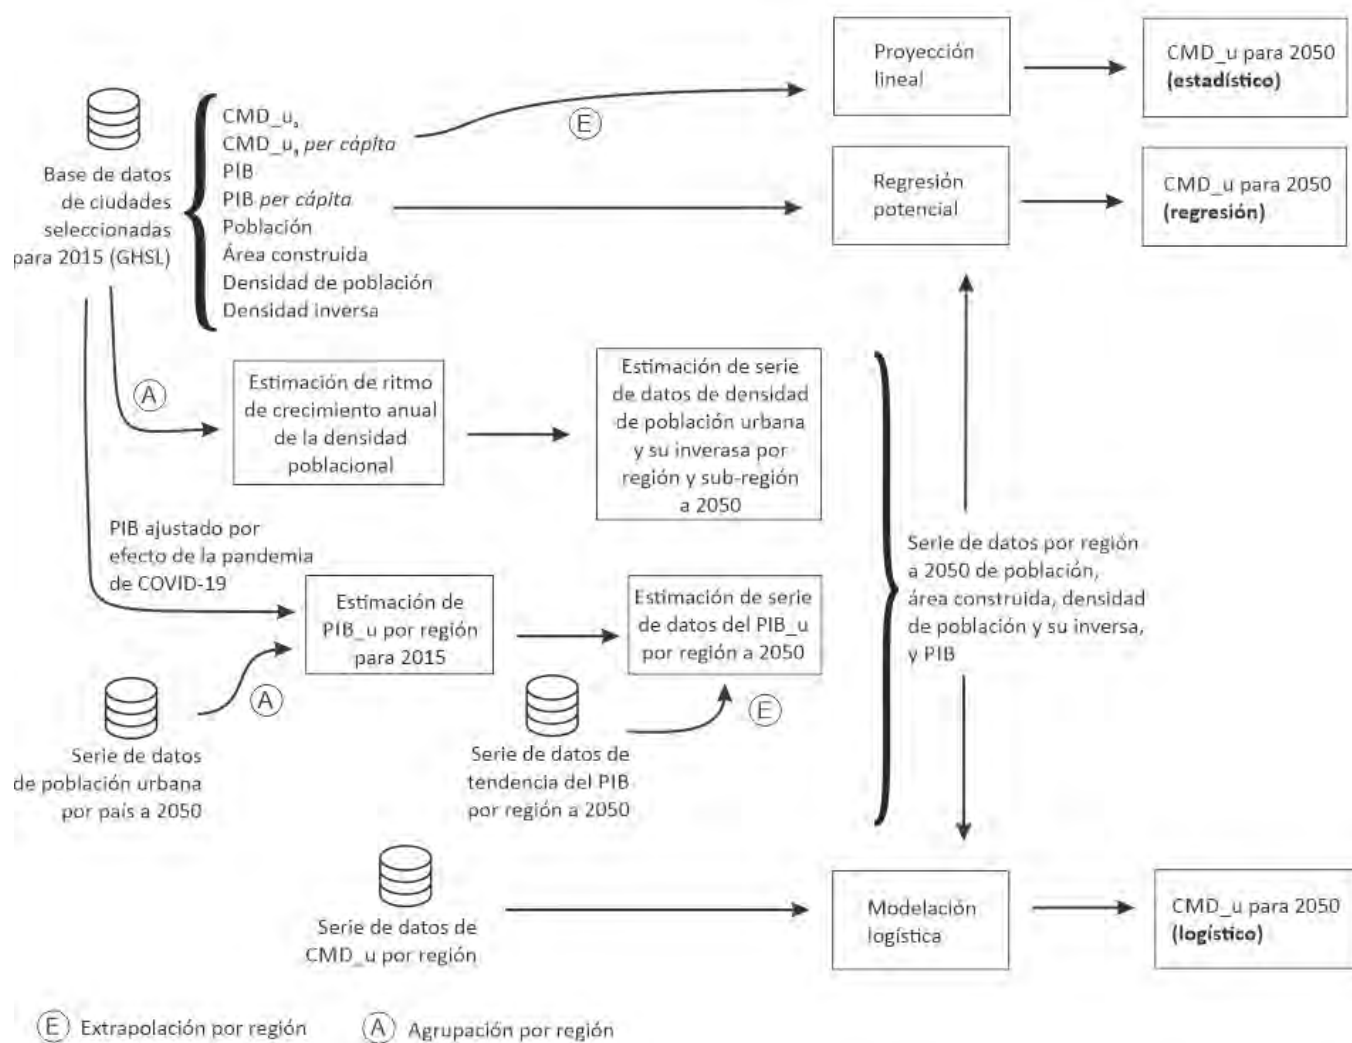 Proyección
lineal
CMD_u para 2050
(estadístico)
CMD_u
CMD_u per cápita
PIB
PIB per cápita
Población
Área construida
Densidad de población
Densidad inversa
E
Base de datos
de ciudades
seleccionadas
para 2015 (GHSL)
Regresión
potencial
CMD_u para 2050
(regresión)
A
Estimación de ritmo
de crecimiento anual
de la densidad
poblacional
Estimación de serie
de datos de densidad
de población urbana
y su inverasa por
región y sub-región
a 2050
PIB ajustado por
efecto de la pandemia
de COVID-19
Estimación de
PIB_u por región
para 2015
Estimación de serie
de datos del PIB_u
por región a 2050
Serie de datos por región
a 2050 de población,
área construida, densidad
de población y su inversa,
y PIB
A
E
Serie de datos
de población urbana
por país a 2050
Serie de datos de
tendencia del PIB
por región a 2050
Serie de datos de
CMD_u por región
Modelación
logística
CMD_u para 2050
(logístico)
E Extrapolación por región
A Agrupación por región